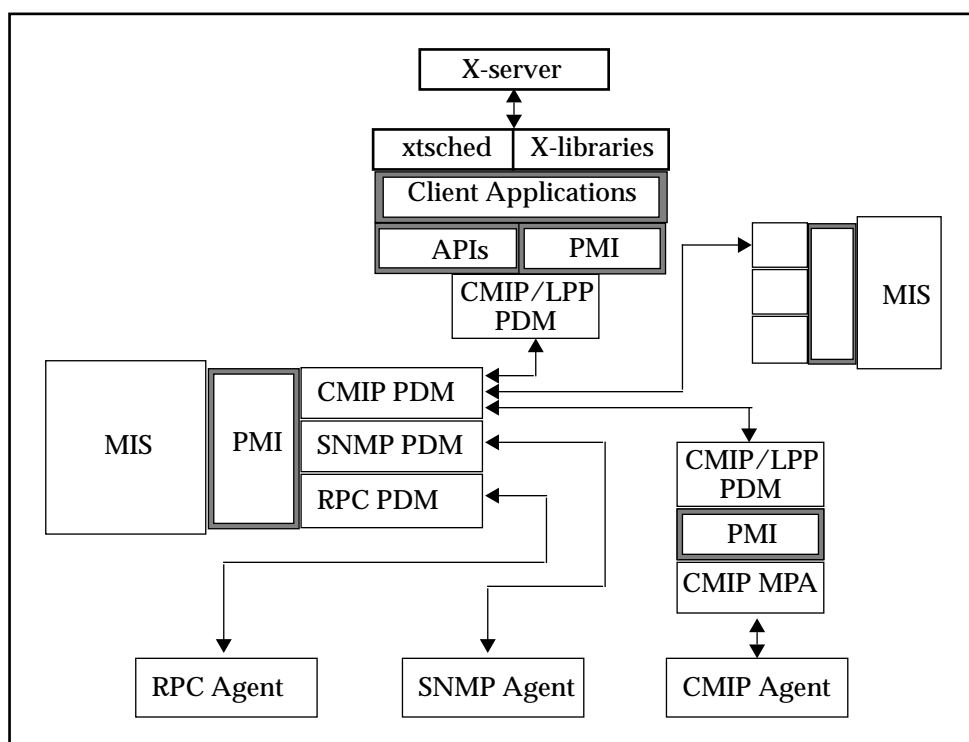 X-server
xtsched
X-libraries
Client Applications
APIs
PMI
CMIP/LPP
PDM
MIS
MIS
PMI
CMIP PDM
SNMP PDM
RPC PDM
CMIP/LPP
PDM
PMI
CMIP MPA
RPC Agent
SNMP Agent
CMIP Agent